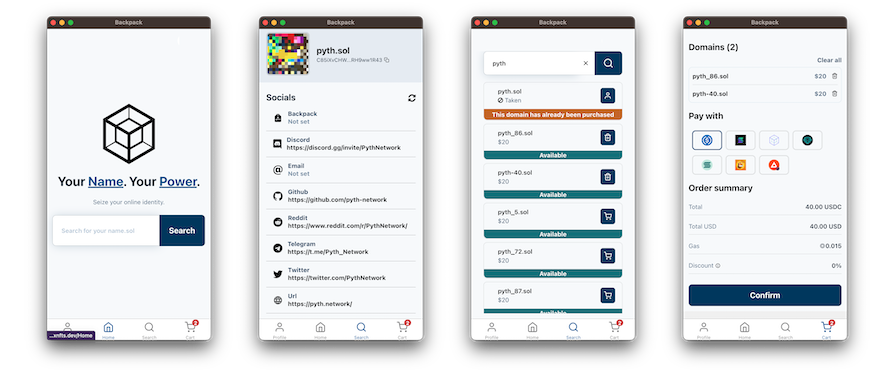 Backpack
Your Name. Your Power.
Seize your online identity.
Search for your name.sol
Search
...xnfts.dev/Home
Home
Search
2
Cart
Backpack
pyth.sol
Socials
Backpack
Not set
Discord
https://discord.gg/invite/PythNetwork
Email
Not set
Github
https://github.com/pyth-network
Reddit
https://www.reddit.com/r/PythNetwork/
Telegram
https://t.me/Pyth_Network
Twitter
https://twitter.com/PythNetwork
Url
https://pyth.network/
Profile
Home
Search
2
Cart
Backpack
pyth
pyth.sol
Taken
This domain has already been purchased
pyth_86.sol
$20
Available
pyth-40.sol
$20
Available
pyth_5.sol
$20
Available
pyth_72.sol
$20
Available
pyth_87.sol
$20
Available
Profile
Home
Search
2
Cart
Backpack
Domains (2)
Clear all
pyth_86.sol $20
pyth-40.sol $20
Pay with
Order summary
Total 40.00 USDC
Total USD 40.00 USD
Gas 0.015
Discount 0%
Confirm
Profile
Home
Search
2
Cart